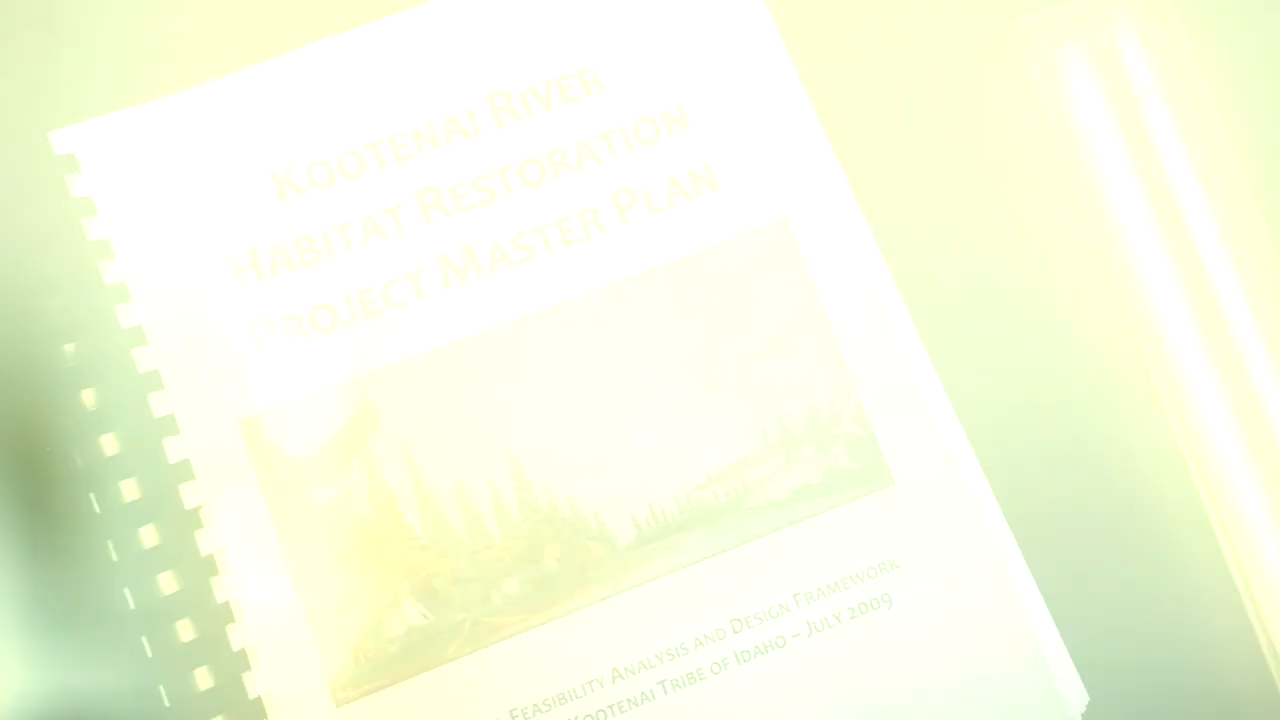 KOOTENAI RIVER
HABITAT RESTORATION
PROJECT MASTER PLAN
FEASIBILITY ANALYSIS AND DESIGN FRAMEWORK
KOOTENAI TRIBE OF IDAHO – JULY 2009